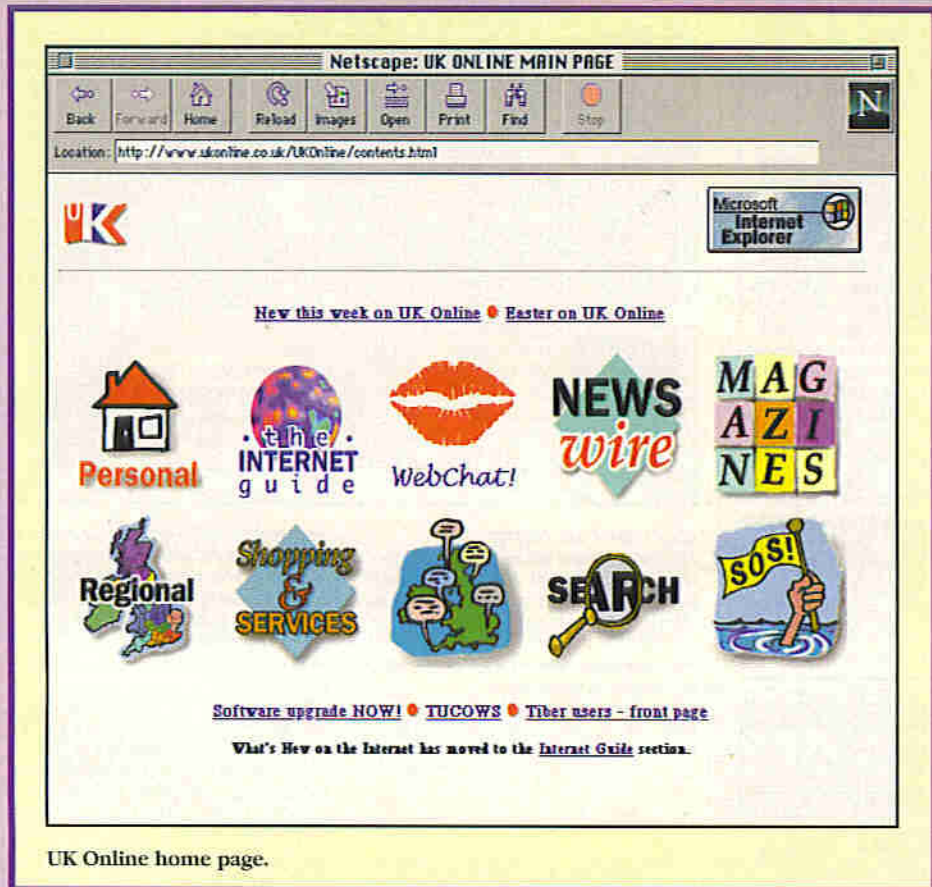 Netscape: UK ONLINE MAIN PAGE
Back Forward Home Reload Images Open Print Find Stop
N
Location: http://www.ukonline.co.uk/UKOnline/contents.html
UK
Microsoft
Internet
Explorer
New this week on UK Online Easter on UK Online
Personal
the
INTERNET
guide
WebChat!
NEWS
wire
MAG
AZI
NES
Regional
Shopping
&
SERVICES
SEARCH
SOS!
Software upgrade NOW! TUCOWS Tiber users - front page
What's New on the Internet has moved to the Internet Guide section.
UK Online home page.